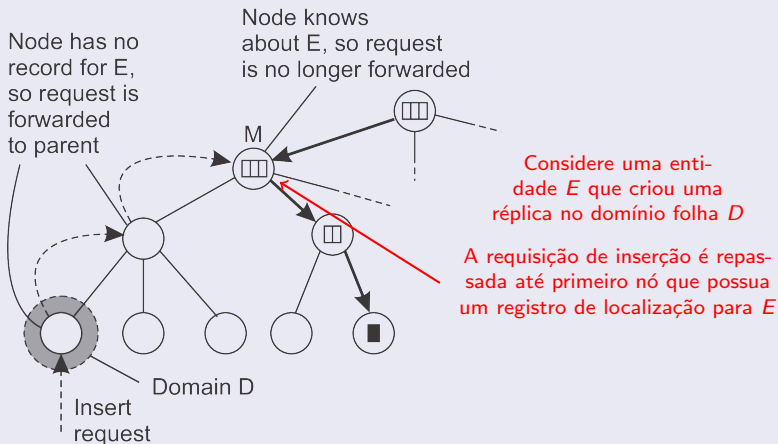 Node knows
about E, so request
is no longer forwarded
Node has no
record for E,
so request is
forwarded
to parent
M
Considere uma enti-
dade E que criou uma
réplica no domínio folha D
A requisição de inserção é repas-
sada até primeiro nó que possua
um registro de localização para E
Domain D
Insert
request